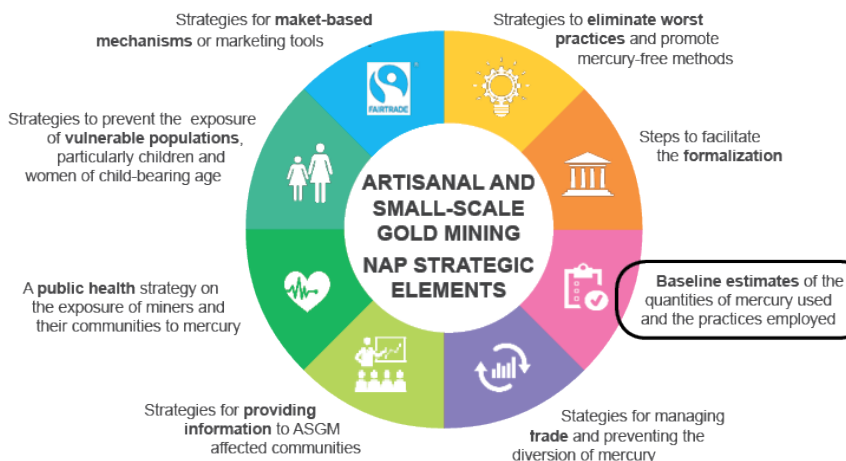 Strategies for maket-based
mechanisms or marketing tools
Strategies to eliminate worst
practices and promote
mercury-free methods
FAIRTRADE
Strategies to prevent the exposure
of vulnerable populations,
particularly children and
women of child-bearing age
Steps to facilitate
the formalization
ARTISANAL AND
SMALL-SCALE
GOLD MINING
NAP STRATEGIC
ELEMENTS
A public health strategy on
the exposure of miners and
their communities to mercury
Baseline estimates of the
quantities of mercury used
and the practices employed
Strategies for providing
information to ASGM
affected communities
Stategies for managing
trade and preventing the
diversion of mercury